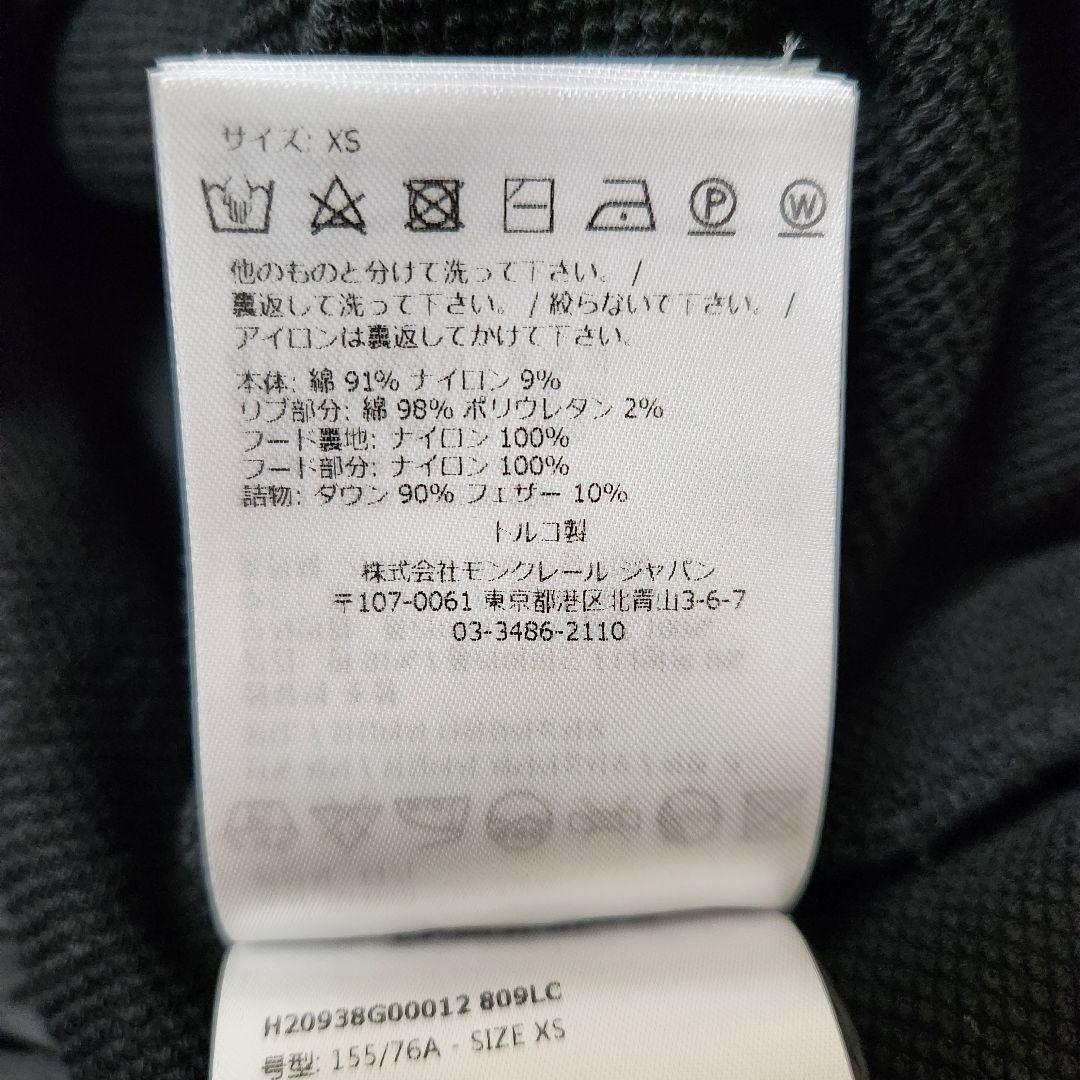 サイズ: XS
P W
他のものと分けて洗って下さい。 /
裏返して洗って下さい。 / 絞らないで下さい。 /
アイロンは裏返してかけて下さい。
本体: 綿 91% ナイロン 9%
リブ部分: 綿 98% ポリウレタン 2%
フード裏地: ナイロン 100%
フード部分: ナイロン 100%
詰物: ダウン 90% フェザー 10%
トルコ製
株式会社モンクレール ジャパン
〒107-0061 東京都港区北青山3-6-7
03-3486-2110
H20938G00012 809LC
号型: 155/76A - SIZE XS